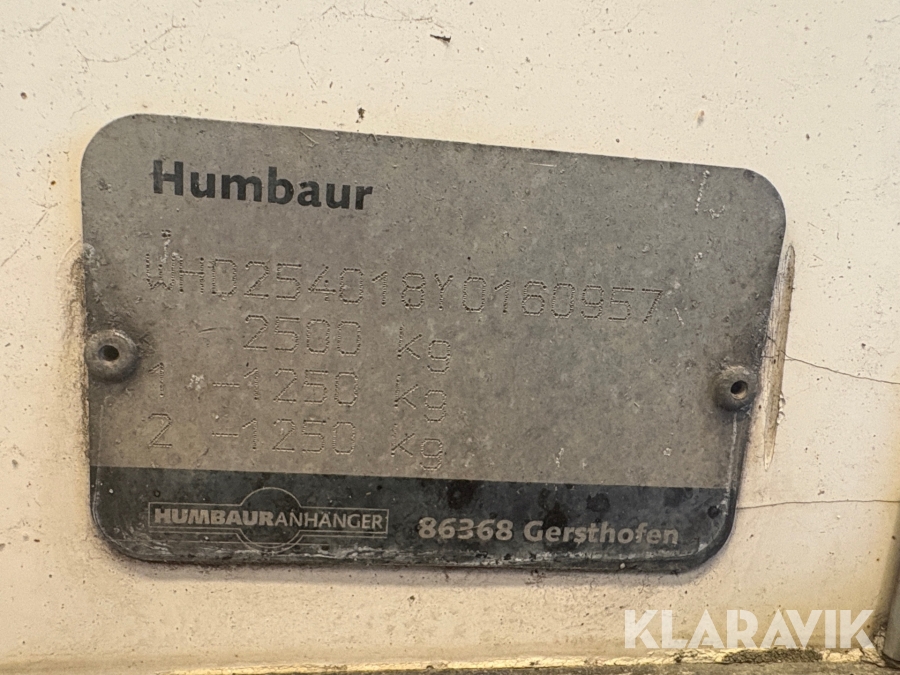 Humbaur
WHD254018Y0160957
2500 Kg
1 -1250 Kg
2 -1250 Kg
HUMBAURANHÄNGER
86368 Gersthofen
KLARAVIK